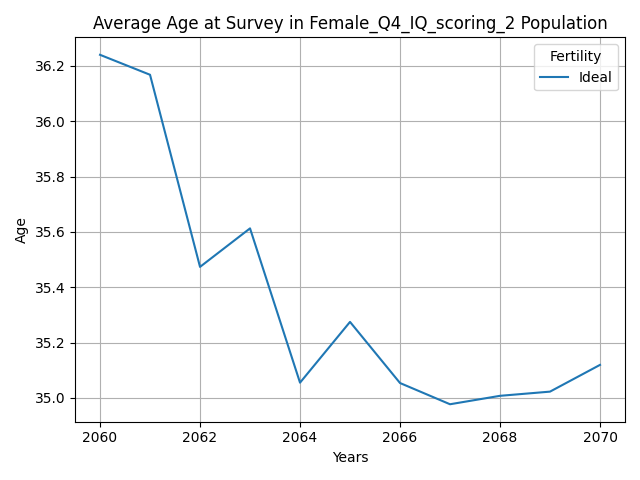 Average Age at Survey in Female_Q4_IQ_scoring_2 Population
Fertility
Ideal
36.2
36.0
35.8
35.6
35.4
35.2
35.0
Age
2060 2062 2064 2066 2068 2070
Years